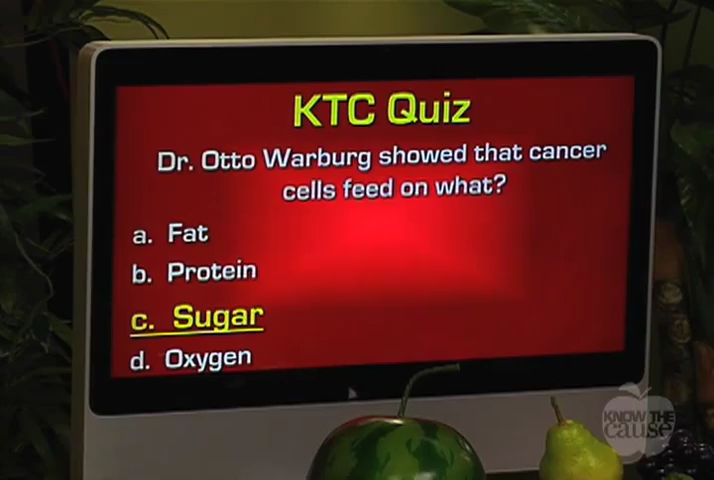 KTC Quiz
Dr. Otto Warburg showed that cancer
cells feed on what?
a. Fat
b. Protein
c. Sugar
d. Oxygen
KNOW THE
cause